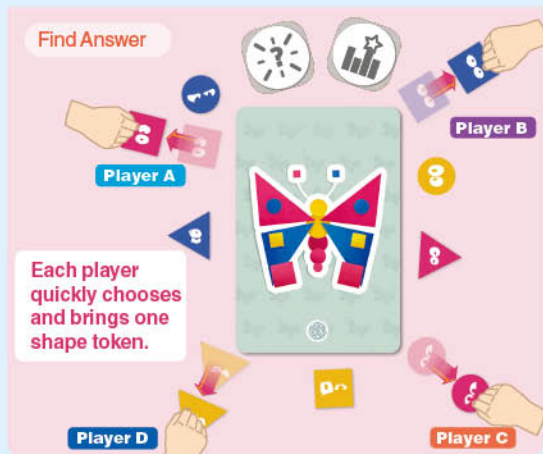 Find Answer
?
Player A
Player B
Each player
quickly chooses
and brings one
shape token.
Player D
Player C